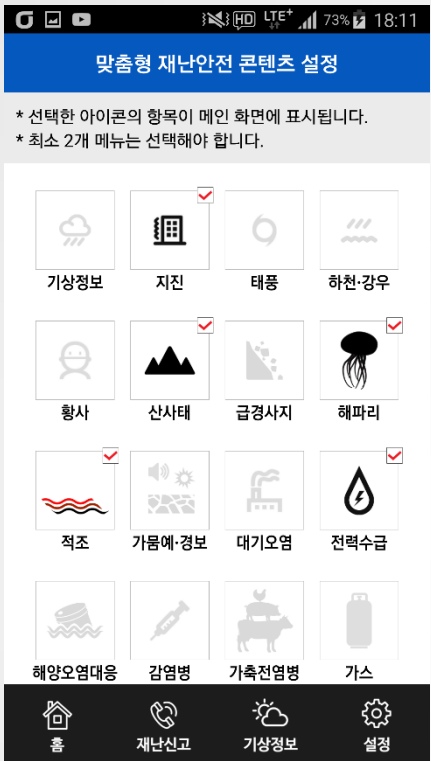 LTE+ 73% 18:11
맞춤형 재난안전 콘텐츠 설정
* 선택한 아이콘의 항목이 메인 화면에 표시됩니다.
* 최소 2개 메뉴는 선택해야 합니다.
기상정보 지진 태풍 하천·강우
황사 산사태 급경사지 해파리
적조 가뭄예·경보 대기오염 전력수급
해양오염대응 감염병 가축전염병 가스
홈 재난신고 기상정보 설정